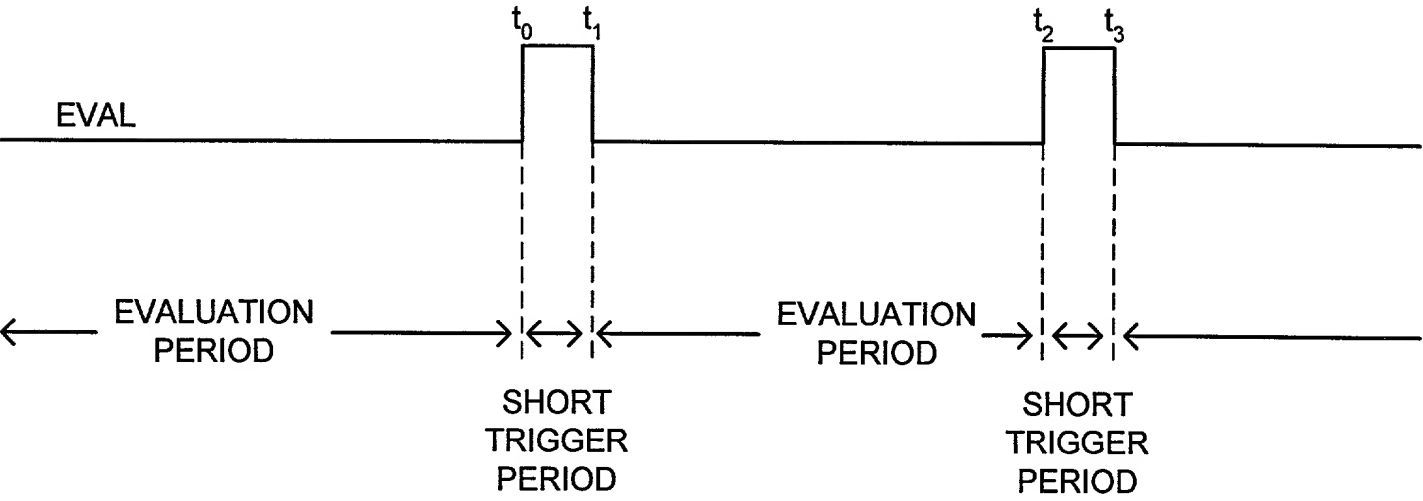 t0 t1 t2 t3
EVAL
EVALUATION
PERIOD
EVALUATION
PERIOD
SHORT
TRIGGER
PERIOD
SHORT
TRIGGER
PERIOD